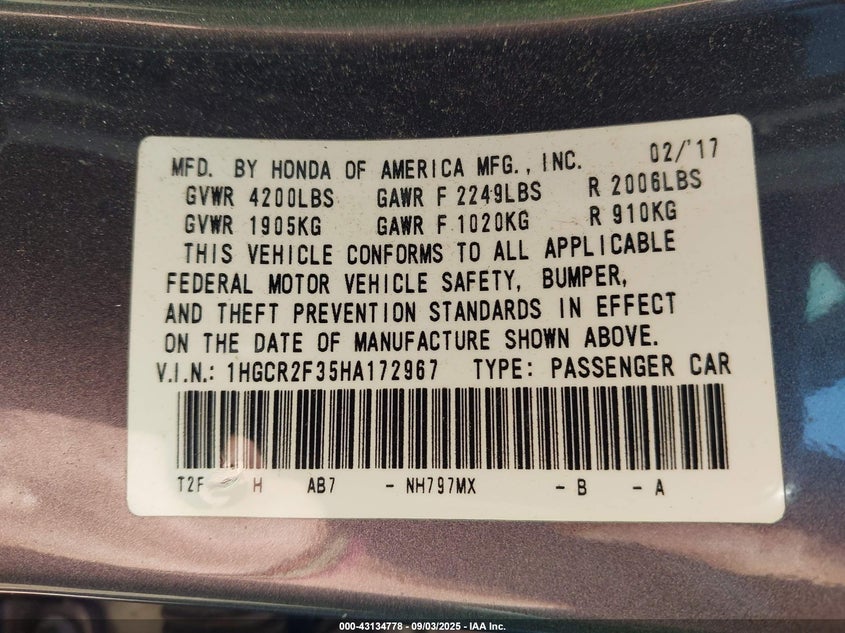 MFD. BY HONDA OF AMERICA MFG., INC. 02/'17
GVWR 4200LBS GAWR F 2249LBS R 2006LBS
GVWR 1905KG GAWR F 1020KG R 910KG
THIS VEHICLE CONFORMS TO ALL APPLICABLE
FEDERAL MOTOR VEHICLE SAFETY, BUMPER,
AND THEFT PREVENTION STANDARDS IN EFFECT
ON THE DATE OF MANUFACTURE SHOWN ABOVE.
V.I.N.: 1HGCR2F35HA172967 TYPE: PASSENGER CAR
T2F H AB7 - NH797MX - B - A
000-43134778 - 09/03/2025 - IAA Inc.